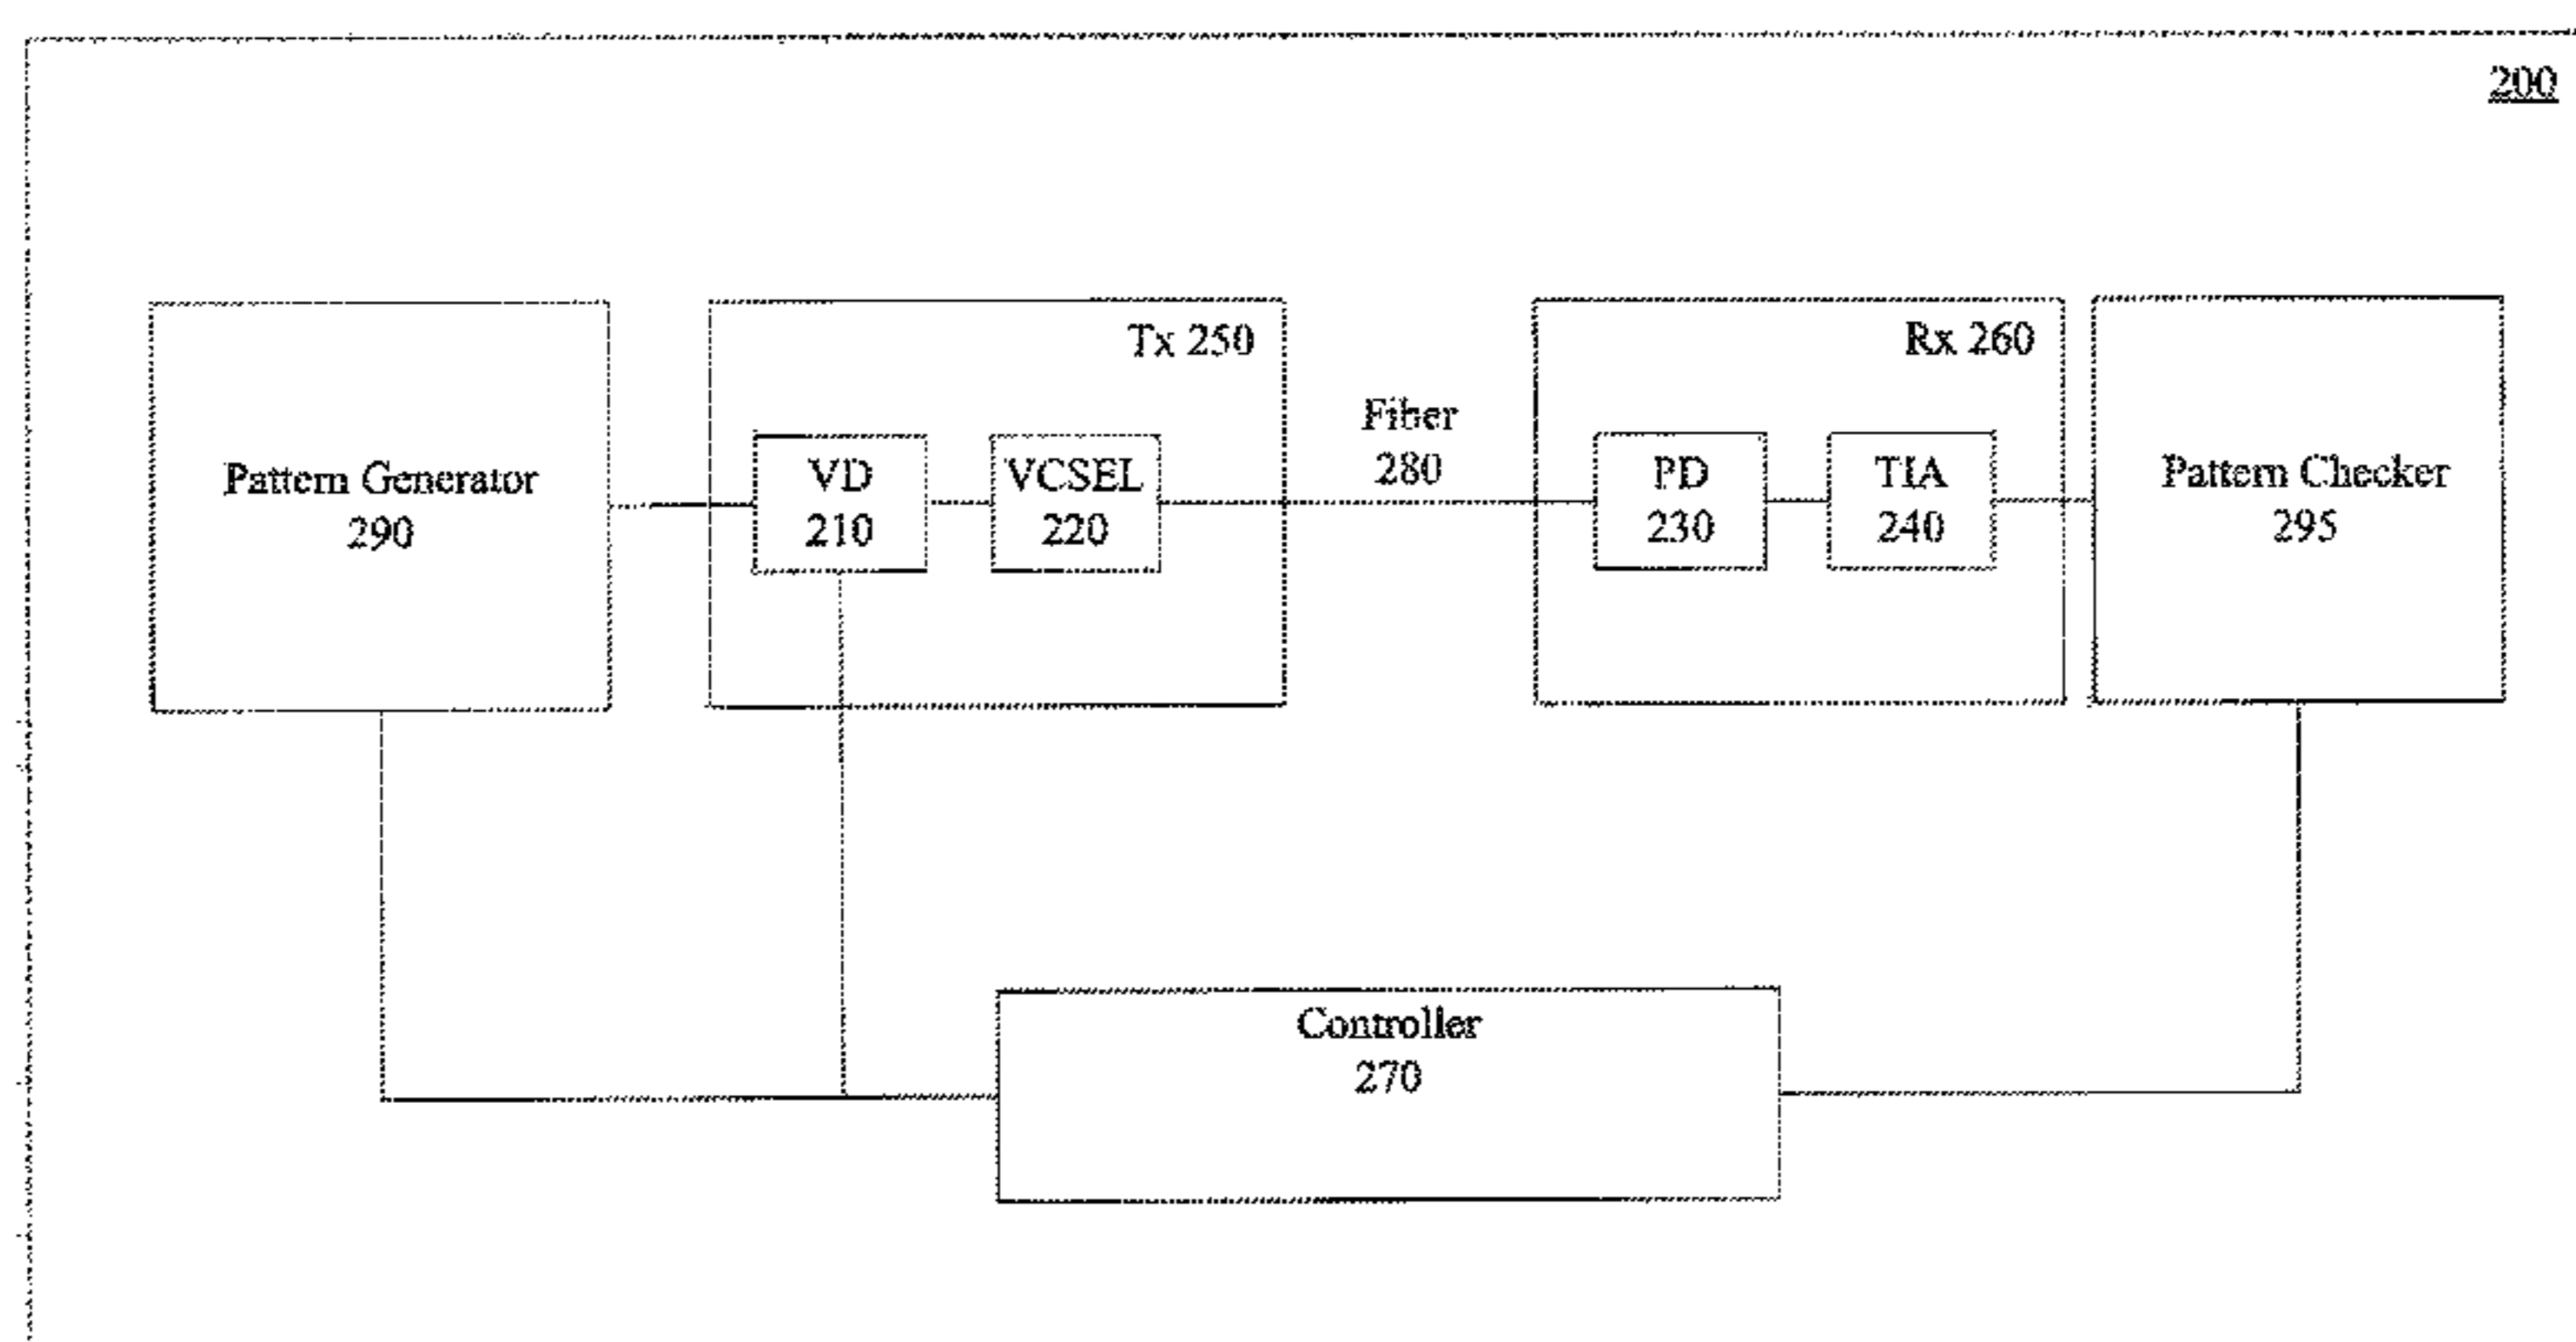 200
Tx 250
Rx 260
Fiber
280
Pattern Generator
290
VD
210
VCSEL
220
PD
230
TIA
240
Pattern Checker
295
Controller
270